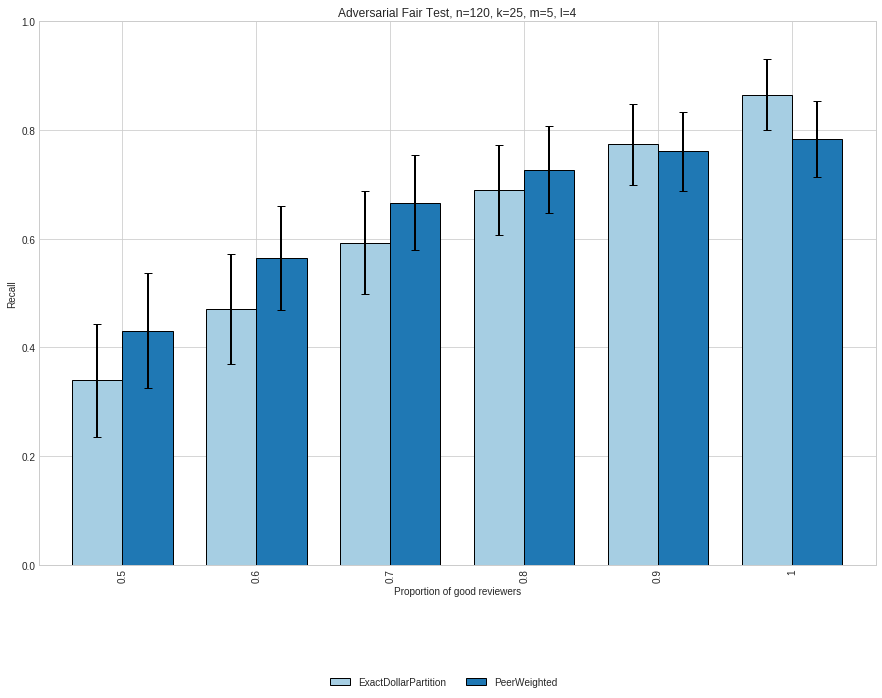 Adversarial Fair Test, n=120, k=25, m=5, l=4
1.0
0.8
0.6
0.4
0.2
0.0
Recall
0.5
0.6
0.7
0.8
0.9
1
Proportion of good reviewers
ExactDollarPartition
PeerWeighted